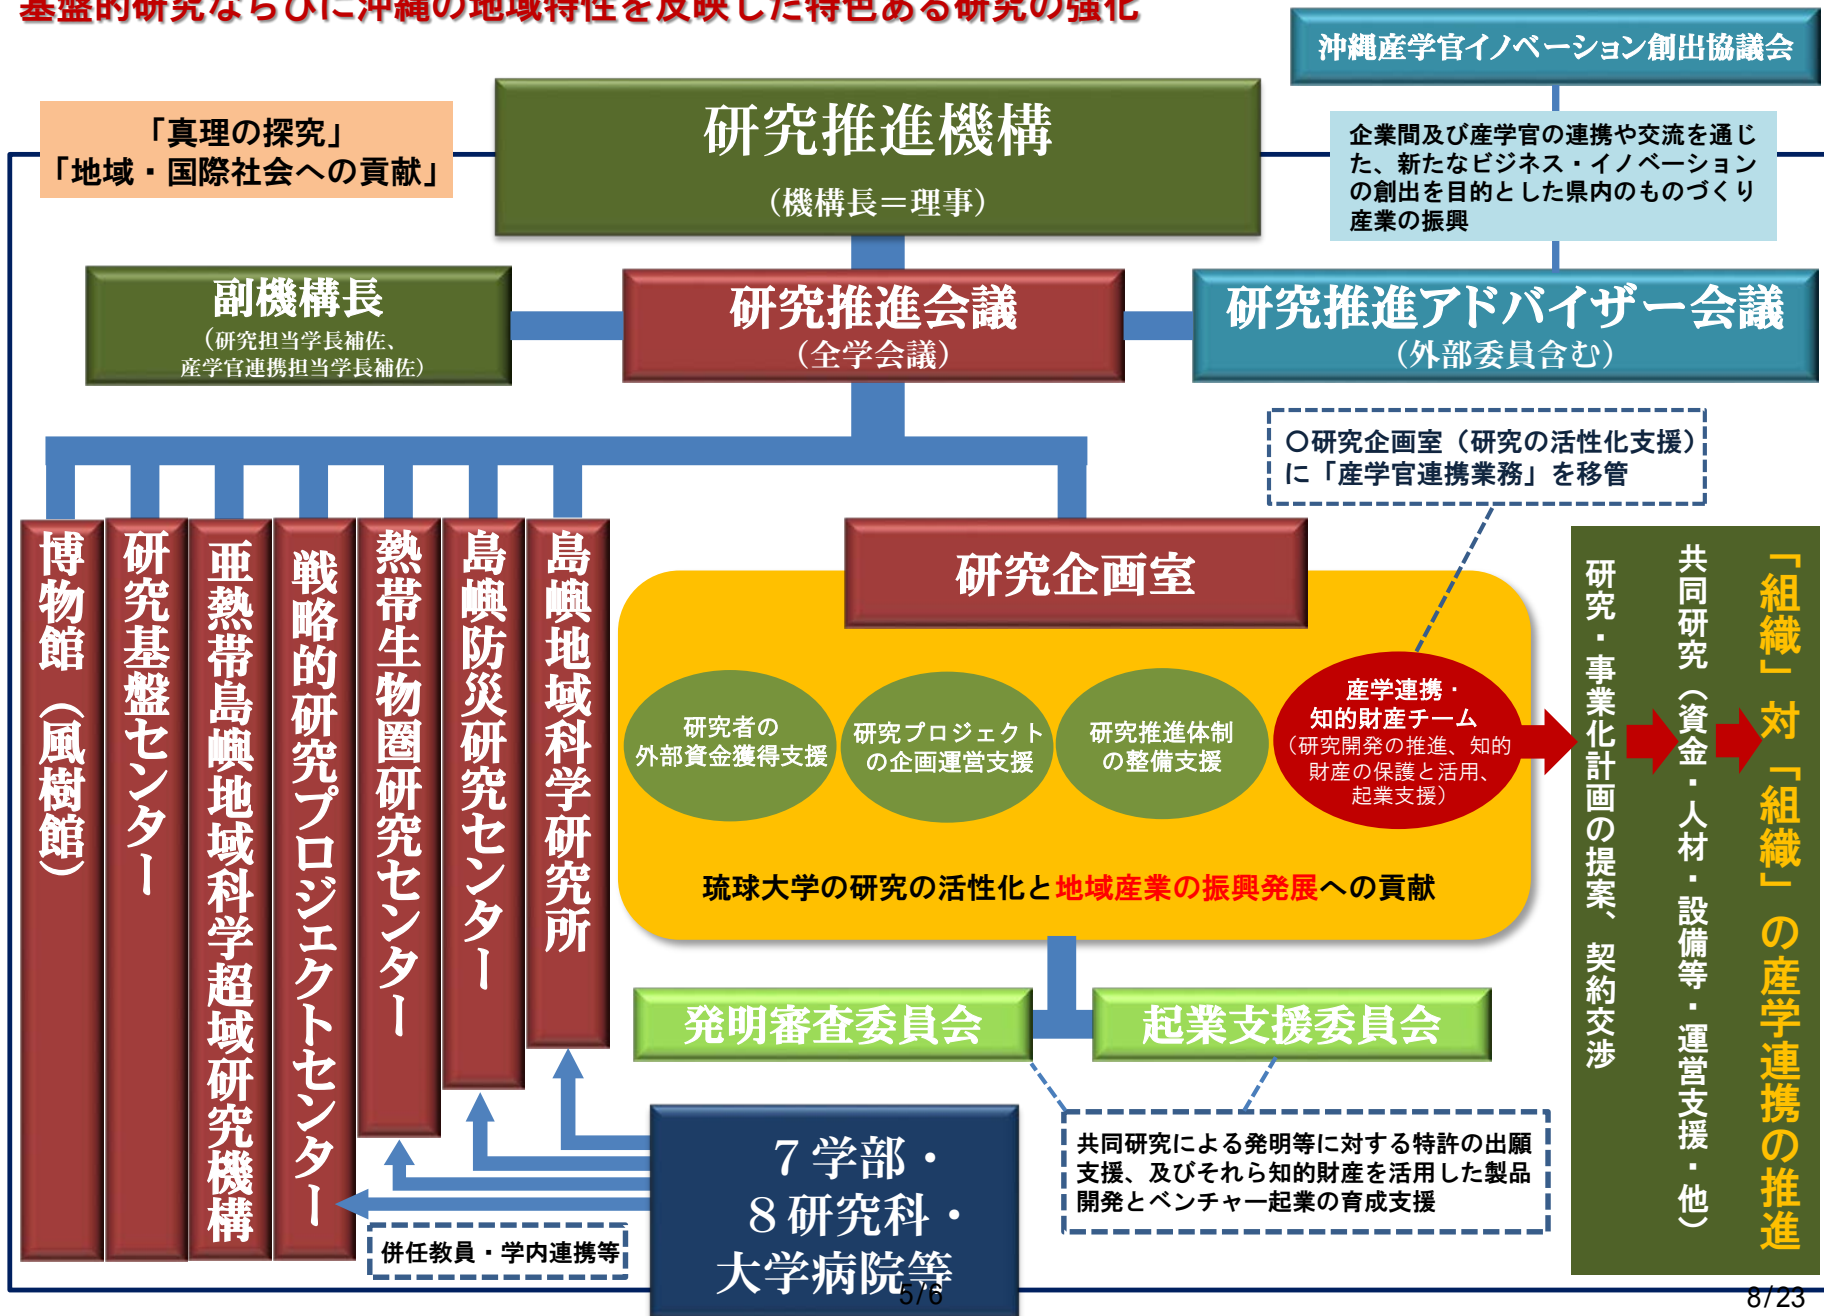 基盤的研究ならびに沖縄の地域特性を反映した特色ある研究の強化
沖縄産学官イノベーション創出協議会
「真理の探究」
「地域・国際社会への貢献」
研究推進機構
（機構長＝理事）
企業間及び産学官の連携や交流を通じ
た、新たなビジネス・イノベーション
の創出を目的とした県内のものづくり
産業の振興
副機構長
（研究担当学長補佐、
産学官連携担当学長補佐）
研究推進会議
（全学会議）
研究推進アドバイザー会議
（外部委員含む）
〇研究企画室（研究の活性化支援）
に「産学官連携業務」を移管
博物館（風樹館）
研究基盤センター
亜熱帯島嶼地域科学超域研究機構
戦略的研究プロジェクトセンター
熱帯生物圏研究センター
島嶼防災研究センター
島嶼地域科学研究所
研究企画室
研究者の
外部資金獲得支援
研究プロジェクト
の企画運営支援
研究推進体制
の整備支援
産学連携・
知的財産チーム
（研究開発の推進、知的
財産の保護と活用、
起業支援）
琉球大学の研究の活性化と地域産業の振興発展への貢献
研究・事業化計画の提案、契約交渉
共同研究（資金・人材・設備等・運営支援・他）
「組織」対「組織」の産学連携の推進
発明審査委員会
起業支援委員会
共同研究による発明等に対する特許の出願
支援、及びそれら知的財産を活用した製品
開発とベンチャー起業の育成支援
７学部・
８研究科・
大学病院等
併任教員・学内連携等
5/6
8/23